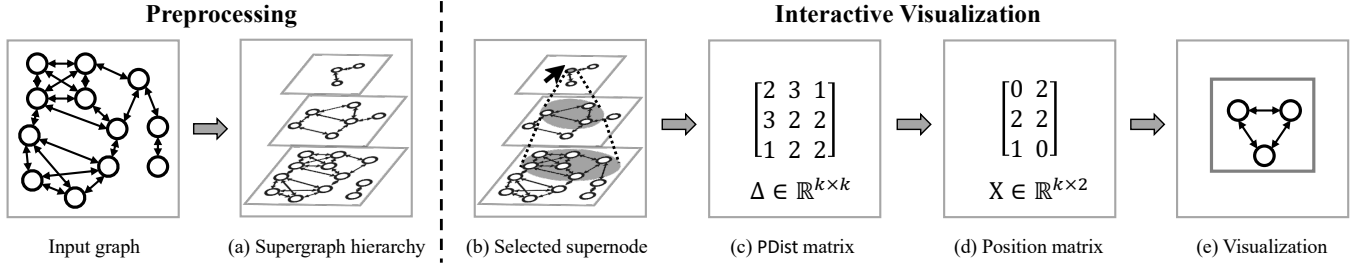 Preprocessing
Interactive Visualization
2 3 1
3 2 2
1 2 2
Δ ∈ ℝ^{k×k}
0 2
2 2
1 0
X ∈ ℝ^{k×2}
Input graph
(a) Supergraph hierarchy
(b) Selected supernode
(c) PDist matrix
(d) Position matrix
(e) Visualization